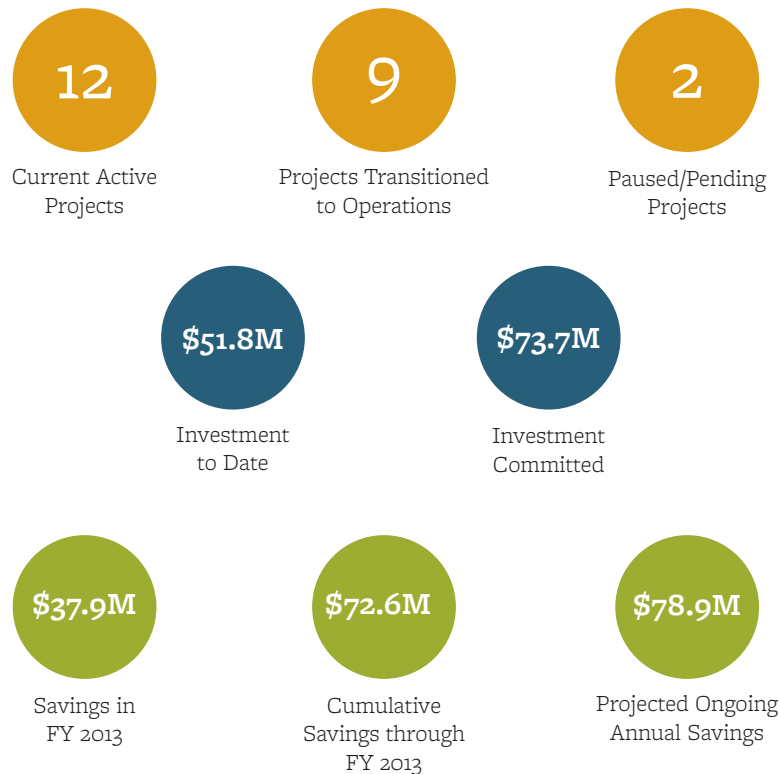 12
Current Active
Projects
9
Projects Transitioned
to Operations
2
Paused/Pending
Projects
$51.8M
Investment
to Date
$73.7M
Investment
Committed
$37.9M
Savings in
FY 2013
$72.6M
Cumulative
Savings through
FY 2013
$78.9M
Projected Ongoing
Annual Savings